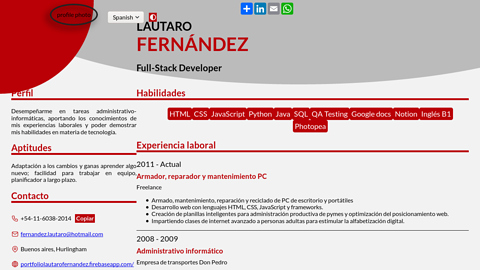 profile photo
Spanish
LAUTARO
FERNÁNDEZ
Full-Stack Developer
Perfil
Desempeñarme en tareas administrativo-
informáticas, aportando los conocimientos de
mis experiencias laborales y poder demostrar
mis habilidades en materia de tecnología.
Aptitudes
Adaptación a los cambios y ganas aprender algo
nuevo; facilidad para trabajar en equipo,
planificador a largo plazo.
Contacto
+54-11-6038-2014 Copiar
fernandez.lautaro@hotmail.com
Buenos aires, Hurlingham
portfoliolautarofernandez.firebaseapp.com/
Habilidades
HTML CSS JavaScript Python Java SQL QA Testing Google docs Notion Inglés B1
Photopea
Experiencia laboral
2011 - Actual
Armador, reparador y mantenimiento PC
Freelance
Armado, mantenimiento, reparación y reciclado de PC de escritorio y portátiles
Desarrollo web con lenguajes HTML, CSS, JavaScript y frameworks.
Creación de planillas inteligentes para administración productiva de pymes y optimización del posicionamiento web.
Impartiendo clases de internet avanzado a personas adultas para estimular la alfabetización digital.
2008 - 2009
Administrativo informático
Empresa de transportes Don Pedro